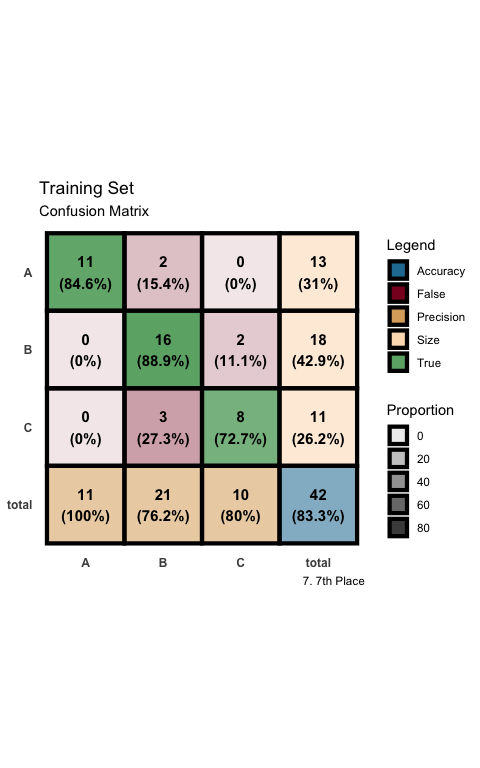 Training Set
Confusion Matrix
A
11
(84.6%)
2
(15.4%)
0
(0%)
13
(31%)
B
0
(0%)
16
(88.9%)
2
(11.1%)
18
(42.9%)
C
0
(0%)
3
(27.3%)
8
(72.7%)
11
(26.2%)
total
11
(100%)
21
(76.2%)
10
(80%)
42
(83.3%)
A B C total
7. 7th Place
Legend
Accuracy
False
Precision
Size
True
Proportion
0
20
40
60
80